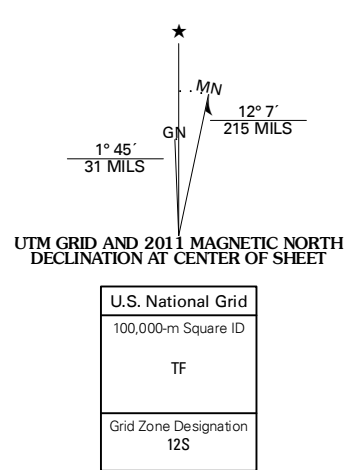 ★
MN
GN
12° 7´
215 MILS
1° 45´
31 MILS
UTM GRID AND 2011 MAGNETIC NORTH
DECLINATION AT CENTER OF SHEET
U.S. National Grid
100,000-m Square ID
TF
Grid Zone Designation
12S